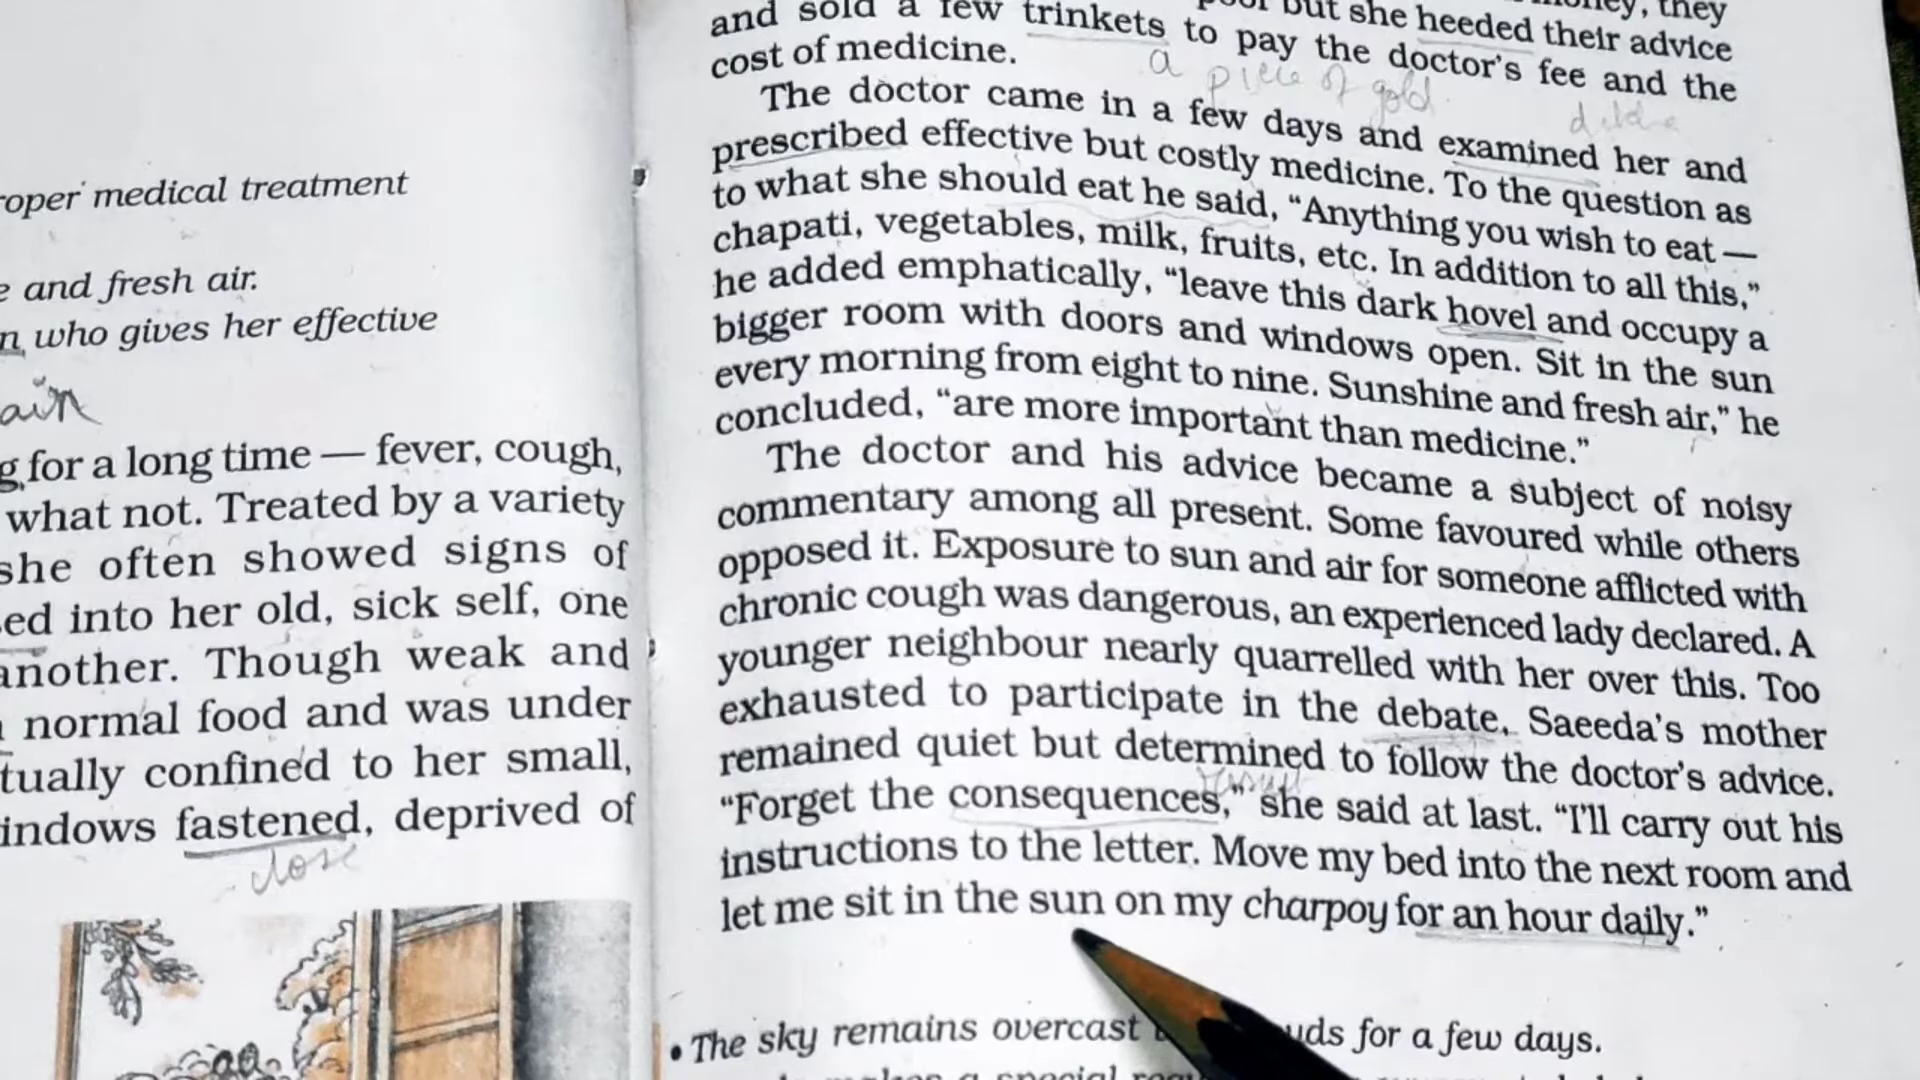 roper medical treatment
e and fresh air.
n who gives her effective
ain
g for a long time — fever, cough,
what not. Treated by a variety
she often showed signs of
ed into her old, sick self, one
another. Though weak and
normal food and was under
tually confined to her small,
indows fastened, deprived of
close
but she heeded their advice
and sold a few trinkets to pay the doctor's fee and the
cost of medicine.
a piece of gold
The doctor came in a few days and examined her and
prescribed effective but costly medicine. To the question as
to what she should eat he said, “Anything you wish to eat —
chapati, vegetables, milk, fruits, etc. In addition to all this,”
he added emphatically, “leave this dark hovel and occupy a
bigger room with doors and windows open. Sit in the sun
every morning from eight to nine. Sunshine and fresh air,” he
concluded, “are more important than medicine.”
The doctor and his advice became a subject of noisy
commentary among all present. Some favoured while others
opposed it. Exposure to sun and air for someone afflicted with
chronic cough was dangerous, an experienced lady declared. A
younger neighbour nearly quarrelled with her over this. Too
exhausted to participate in the debate, Saeeda's mother
remained quiet but determined to follow the doctor's advice.
“Forget the consequences,” she said at last. “I'll carry out his
instructions to the letter. Move my bed into the next room and
let me sit in the sun on my charpoy for an hour daily.”
• The sky remains overcast uds for a few days.
a special